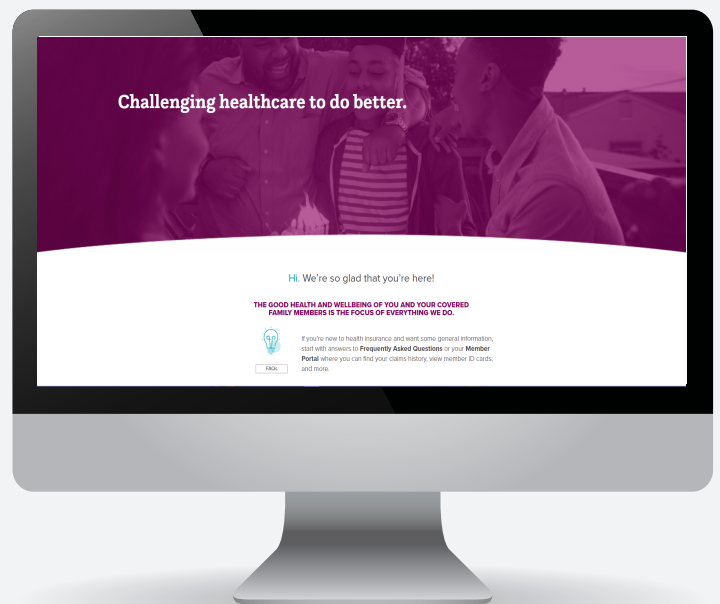 Challenging healthcare to do better.
Hi. We're so glad that you're here!
THE GOOD HEALTH AND WELLBEING OF YOU AND YOUR COVERED
FAMILY MEMBERS IS THE FOCUS OF EVERYTHING WE DO.
If you're new to health insurance and want some general information,
start with answers to Frequently Asked Questions or your Member
Portal where you can find your claims history, view member ID cards,
and more.
FAQs